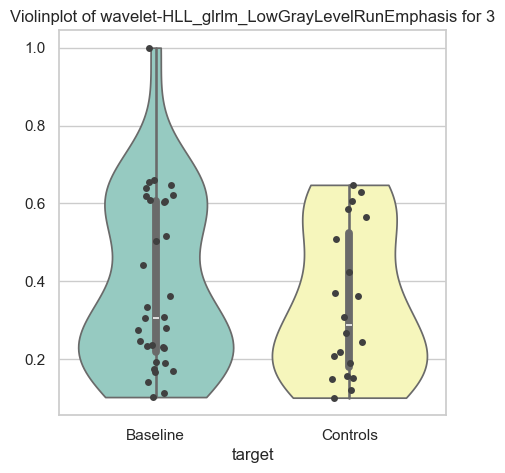 Violinplot of wavelet-HLL_glrlm_LowGrayLevelRunEmphasis for 3
1.0
0.8
0.6
0.4
0.2
Baseline
Controls
target